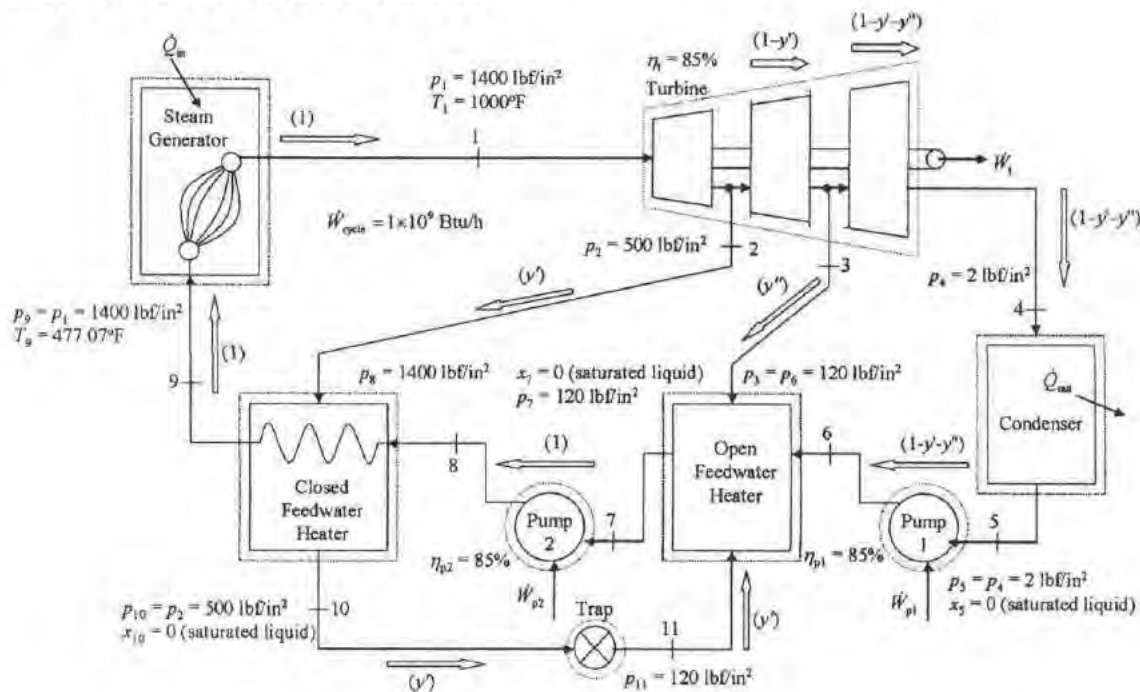 Q̇in
Steam
Generator
(1)
p1 = 1400 lbf/in²
T1 = 1000°F
1
ηt = 85%
Turbine
(1–y')
(1–y'–y")
Ẇt
Ẇcycle = 1×10⁹ Btu/h
p2 = 500 lbf/in²
2
3
(y')
(y")
(1-y'-y")
p4 = 2 lbf/in²
4
p9 = p1 = 1400 lbf/in²
T9 = 477.07°F
(1)
9
p8 = 1400 lbf/in²
x7 = 0 (saturated liquid)
p7 = 120 lbf/in²
p3 = p6 = 120 lbf/in²
Q̇out
Condenser
8
(1)
6
(1-y'-y")
Closed
Feedwater
Heater
Open
Feedwater
Heater
Pump
2
7
Pump
1
5
ηp2 = 85%
ηp1 = 85%
Ẇp2
Ẇp1
p5 = p4 = 2 lbf/in²
x5 = 0 (saturated liquid)
p10 = p2 = 500 lbf/in²
x10 = 0 (saturated liquid)
10
Trap
11
(y')
(y')
p11 = 120 lbf/in²